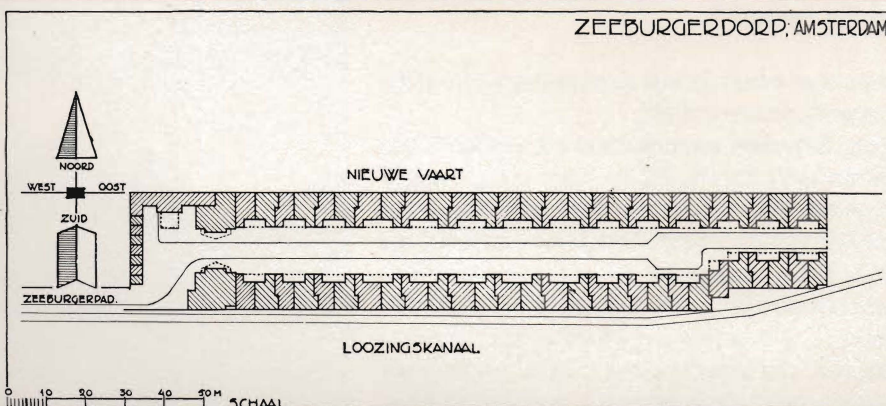 ZEEBURGERDORP, AMSTERDAM
NOORD
WEST OOST
ZUID
NIEUWE VAART
ZEEBURGERPAD.
LOOZINGSKANAAL
0 10 20 30 40 50 M
SCHAAL